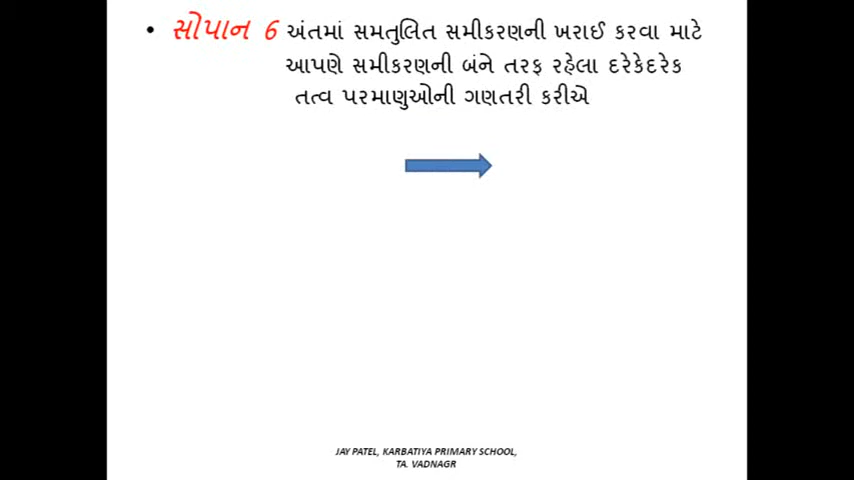 • સોપાન 6 અંતમાં સમતુલિત સમીકરણની ખરાઈ કરવા માટે
આપણે સમીકરણની બંને તરફ રહેલા દરેકેદરેક
તત્વ પરમાણુઓની ગણતરી કરીએ
JAY PATEL, KARBATIYA PRIMARY SCHOOL,
TA. VADNAGR